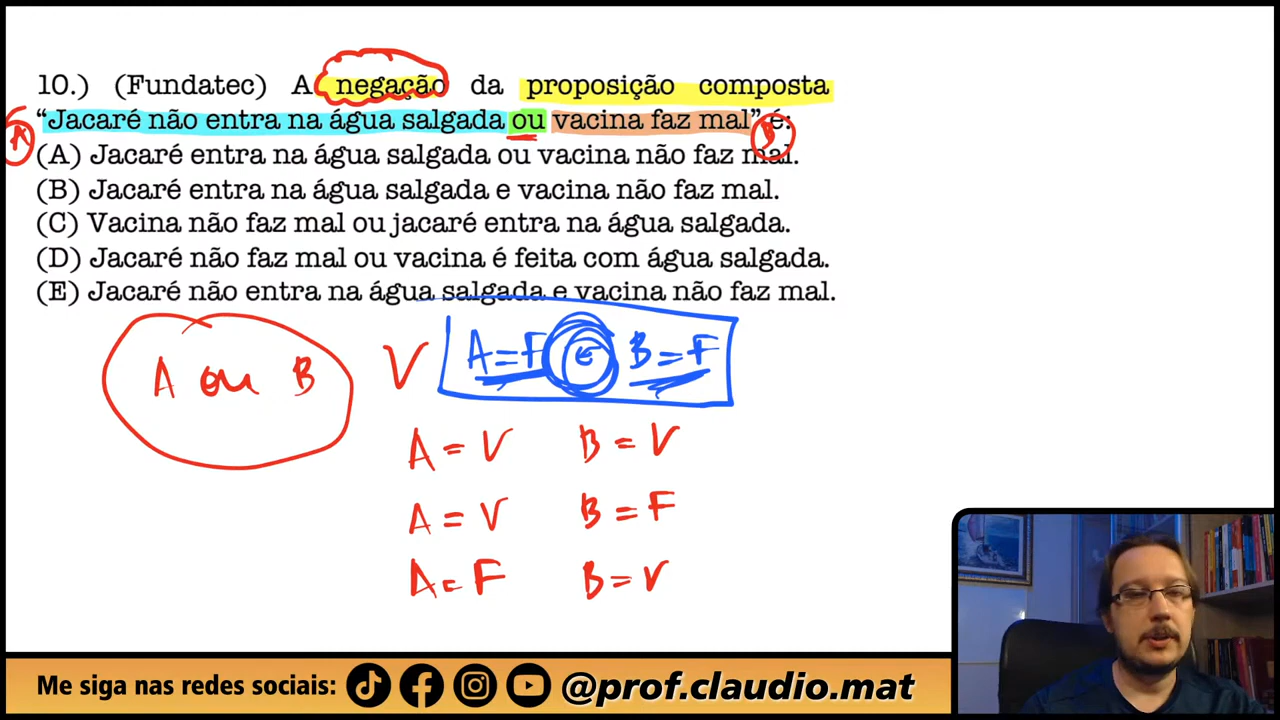 10.) (Fundatec) A negação da proposição composta
“Jacaré não entra na água salgada ou vacina faz mal” é:
A
B
(A) Jacaré entra na água salgada ou vacina não faz mal.
(B) Jacaré entra na água salgada e vacina não faz mal.
(C) Vacina não faz mal ou jacaré entra na água salgada.
(D) Jacaré não faz mal ou vacina é feita com água salgada.
(E) Jacaré não entra na água salgada e vacina não faz mal.
A ou B V A=F e B=F
A = V B = V
A = V B = F
A = F B = V
Me siga nas redes sociais: @prof.claudio.mat